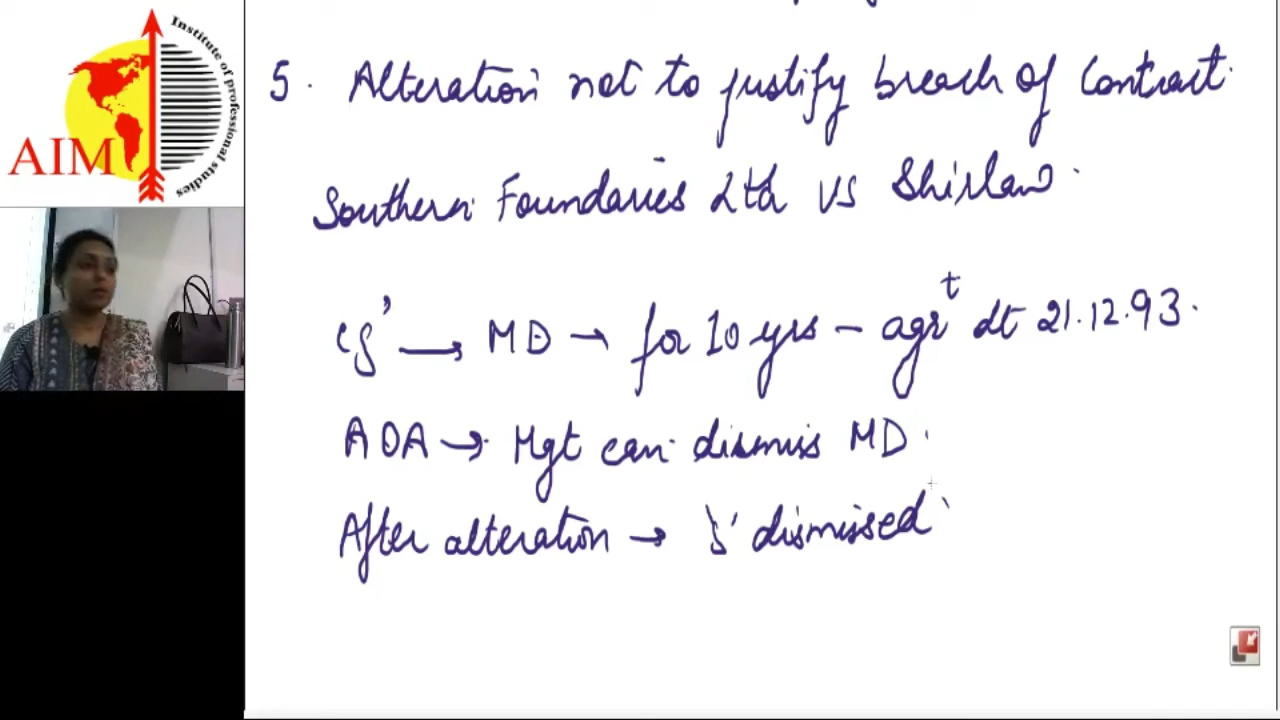 AIM
Institute of professional studies
5. Alteration not to justify breach of Contract.
Southern Foundaries Ltd VS Shirlaw.
'S' → MD → for 10 yrs – agrt dt 21.12.93.
AOA → Mgt can dismiss MD.
After alteration → 'S' dismissed